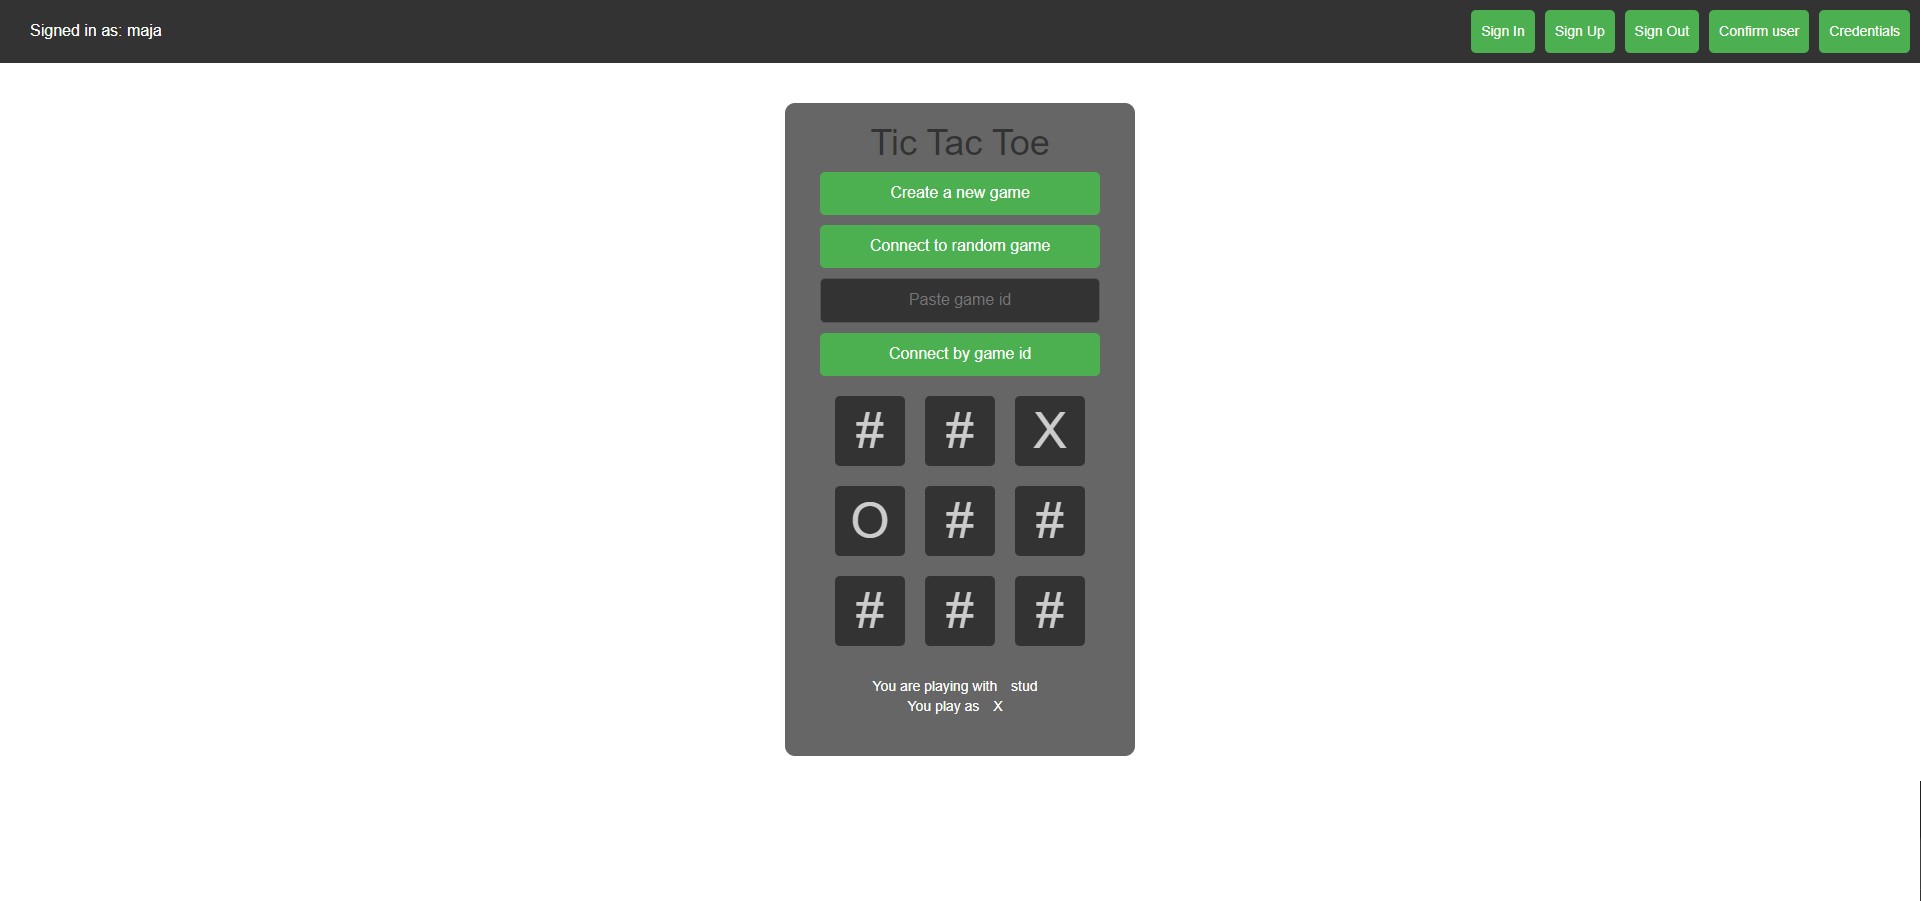 Signed in as: maja Sign In Sign Up Sign Out Confirm user Credentials
Tic Tac Toe
Create a new game
Connect to random game
Paste game id
Connect by game id
# # X
O # #
# # #
You are playing with stud
You play as X